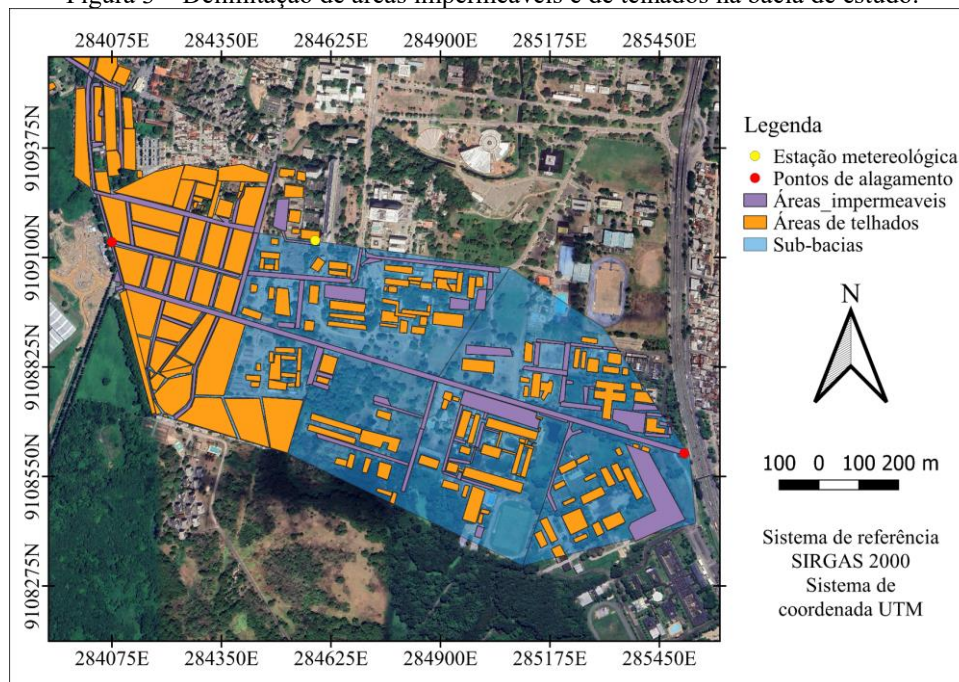 Figura 3 – Delimitação de áreas impermeáveis e de telhados na bacia de estudo.
284075E 284350E 284625E 284900E 285175E 285450E
9109375N
9109100N
9108825N
9108550N
9108275N
284075E 284350E 284625E 284900E 285175E 285450E
Legenda
Estação metereológica
Pontos de alagamento
Áreas_impermeaveis
Áreas de telhados
Sub-bacias
N
100 0 100 200 m
Sistema de referência
SIRGAS 2000
Sistema de
coordenada UTM